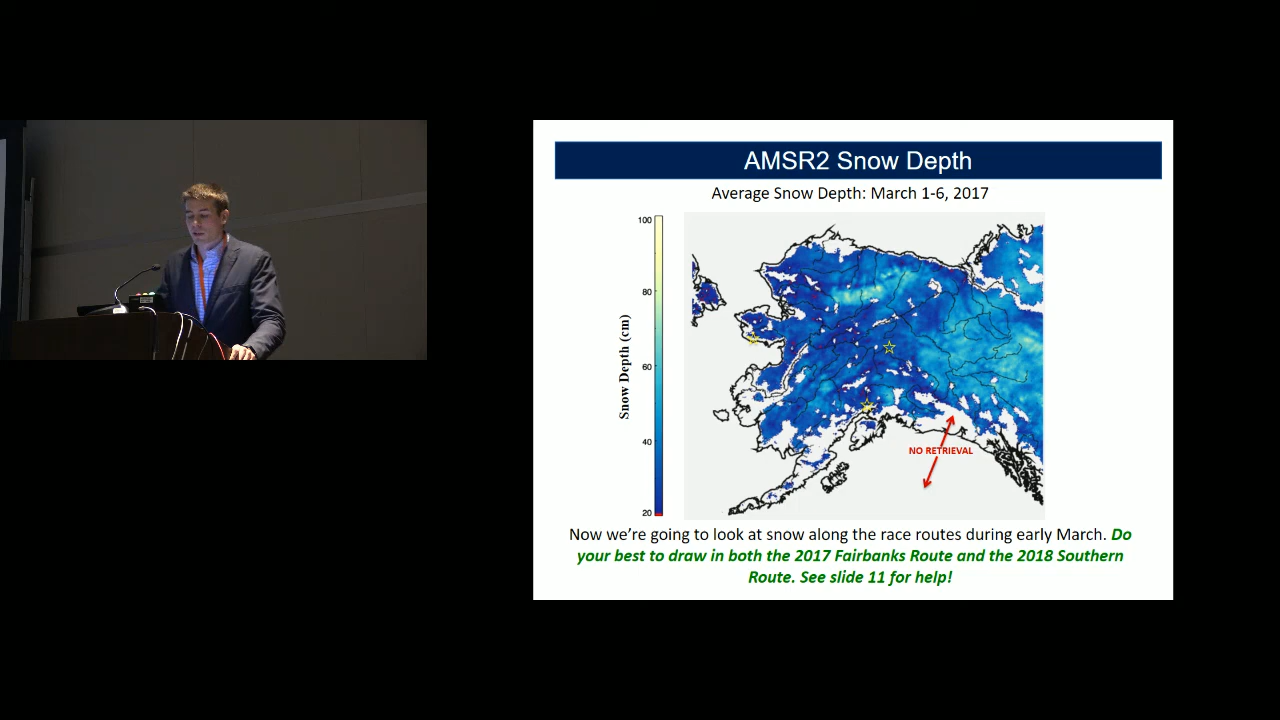 AMSR2 Snow Depth
Average Snow Depth: March 1-6, 2017
100
80
60
40
20
Snow Depth (cm)
NO RETRIEVAL
Now we're going to look at snow along the race routes during early March. Do
your best to draw in both the 2017 Fairbanks Route and the 2018 Southern
Route. See slide 11 for help!